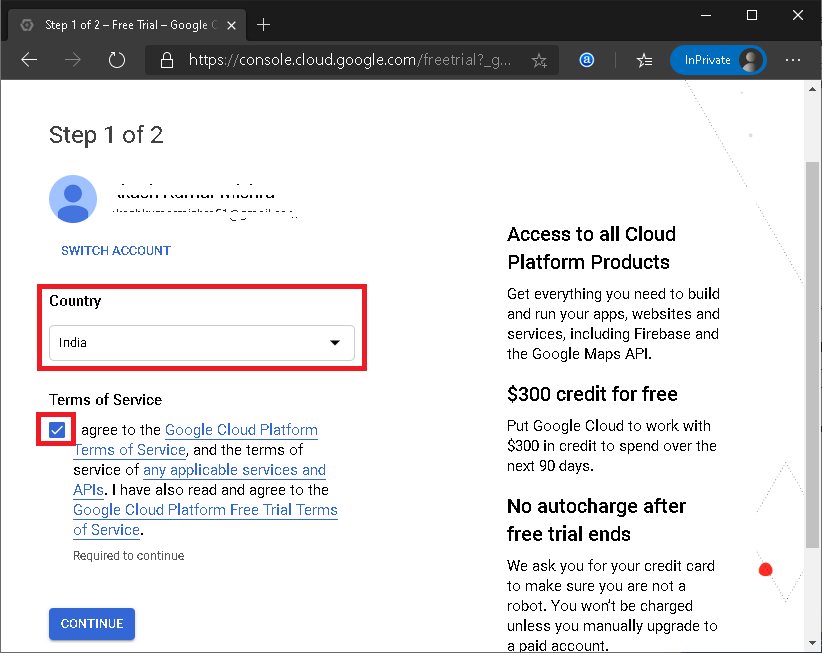 Step 1 of 2 – Free Trial – Google C
https://console.cloud.google.com/freetrial?_g...
InPrivate
Step 1 of 2
SWITCH ACCOUNT
Country
India
Terms of Service
agree to the Google Cloud Platform
Terms of Service, and the terms of
service of any applicable services and
APIs. I have also read and agree to the
Google Cloud Platform Free Trial Terms
of Service.
Required to continue
CONTINUE
Access to all Cloud
Platform Products
Get everything you need to build
and run your apps, websites and
services, including Firebase and
the Google Maps API.
$300 credit for free
Put Google Cloud to work with
$300 in credit to spend over the
next 90 days.
No autocharge after
free trial ends
We ask you for your credit card
to make sure you are not a
robot. You won't be charged
unless you manually upgrade to
a paid account.